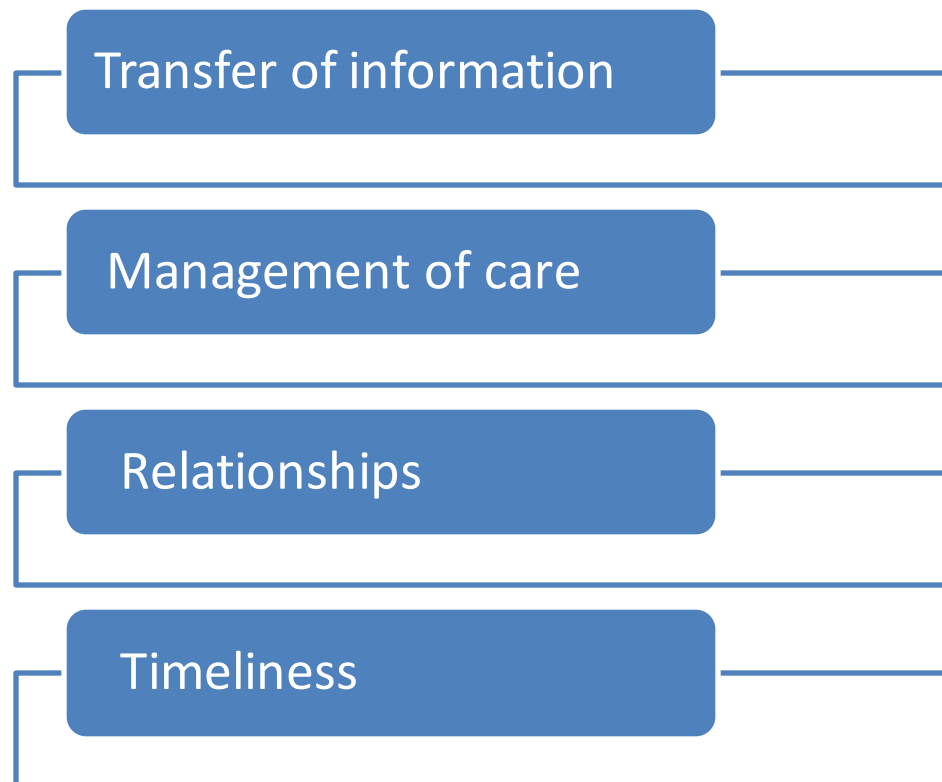 Transfer of information
Management of care
Relationships
Timeliness